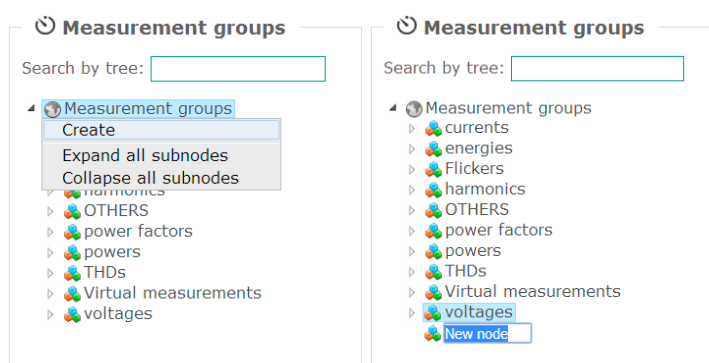 Measurement groups
Search by tree:
Measurement groups
Create
Expand all subnodes
Collapse all subnodes
harmonics
OTHERS
power factors
powers
THDs
Virtual measurements
voltages
Measurement groups
Search by tree:
Measurement groups
currents
energies
Flickers
harmonics
OTHERS
power factors
powers
THDs
Virtual measurements
voltages
New node